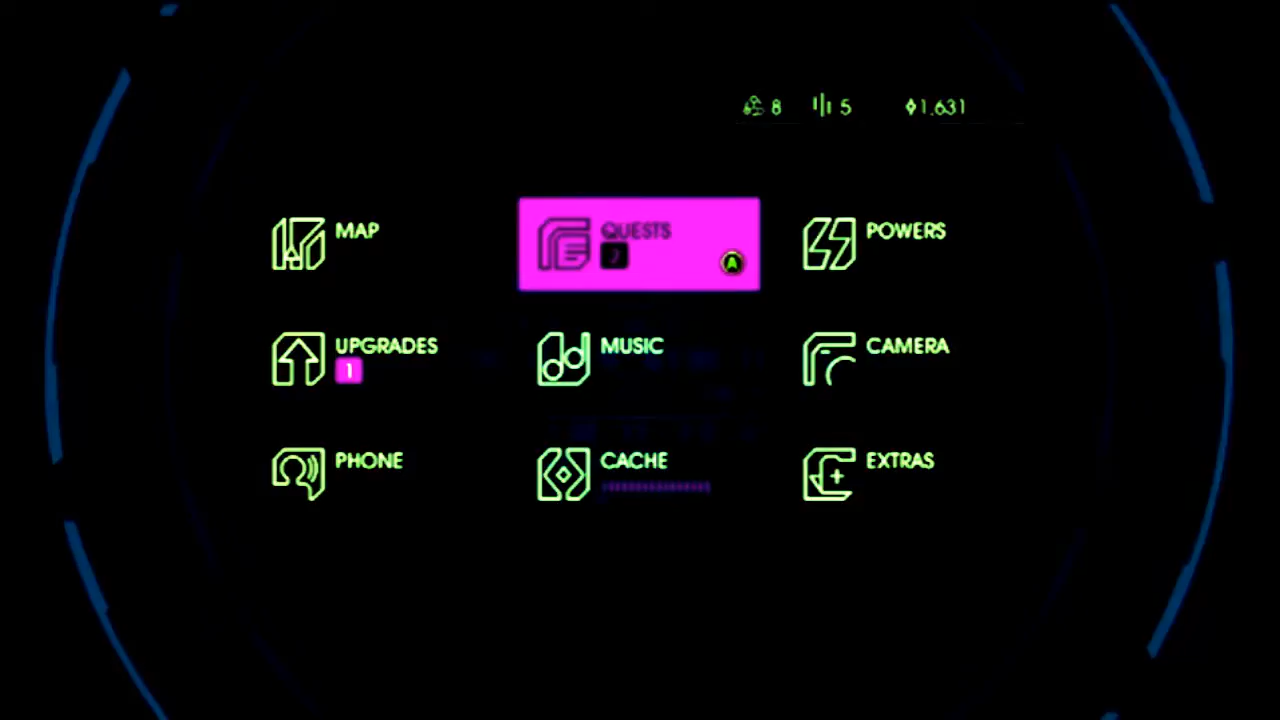 8 5 1,631
MAP
QUESTS
A
POWERS
UPGRADES
1
MUSIC
CAMERA
PHONE
CACHE
EXTRAS